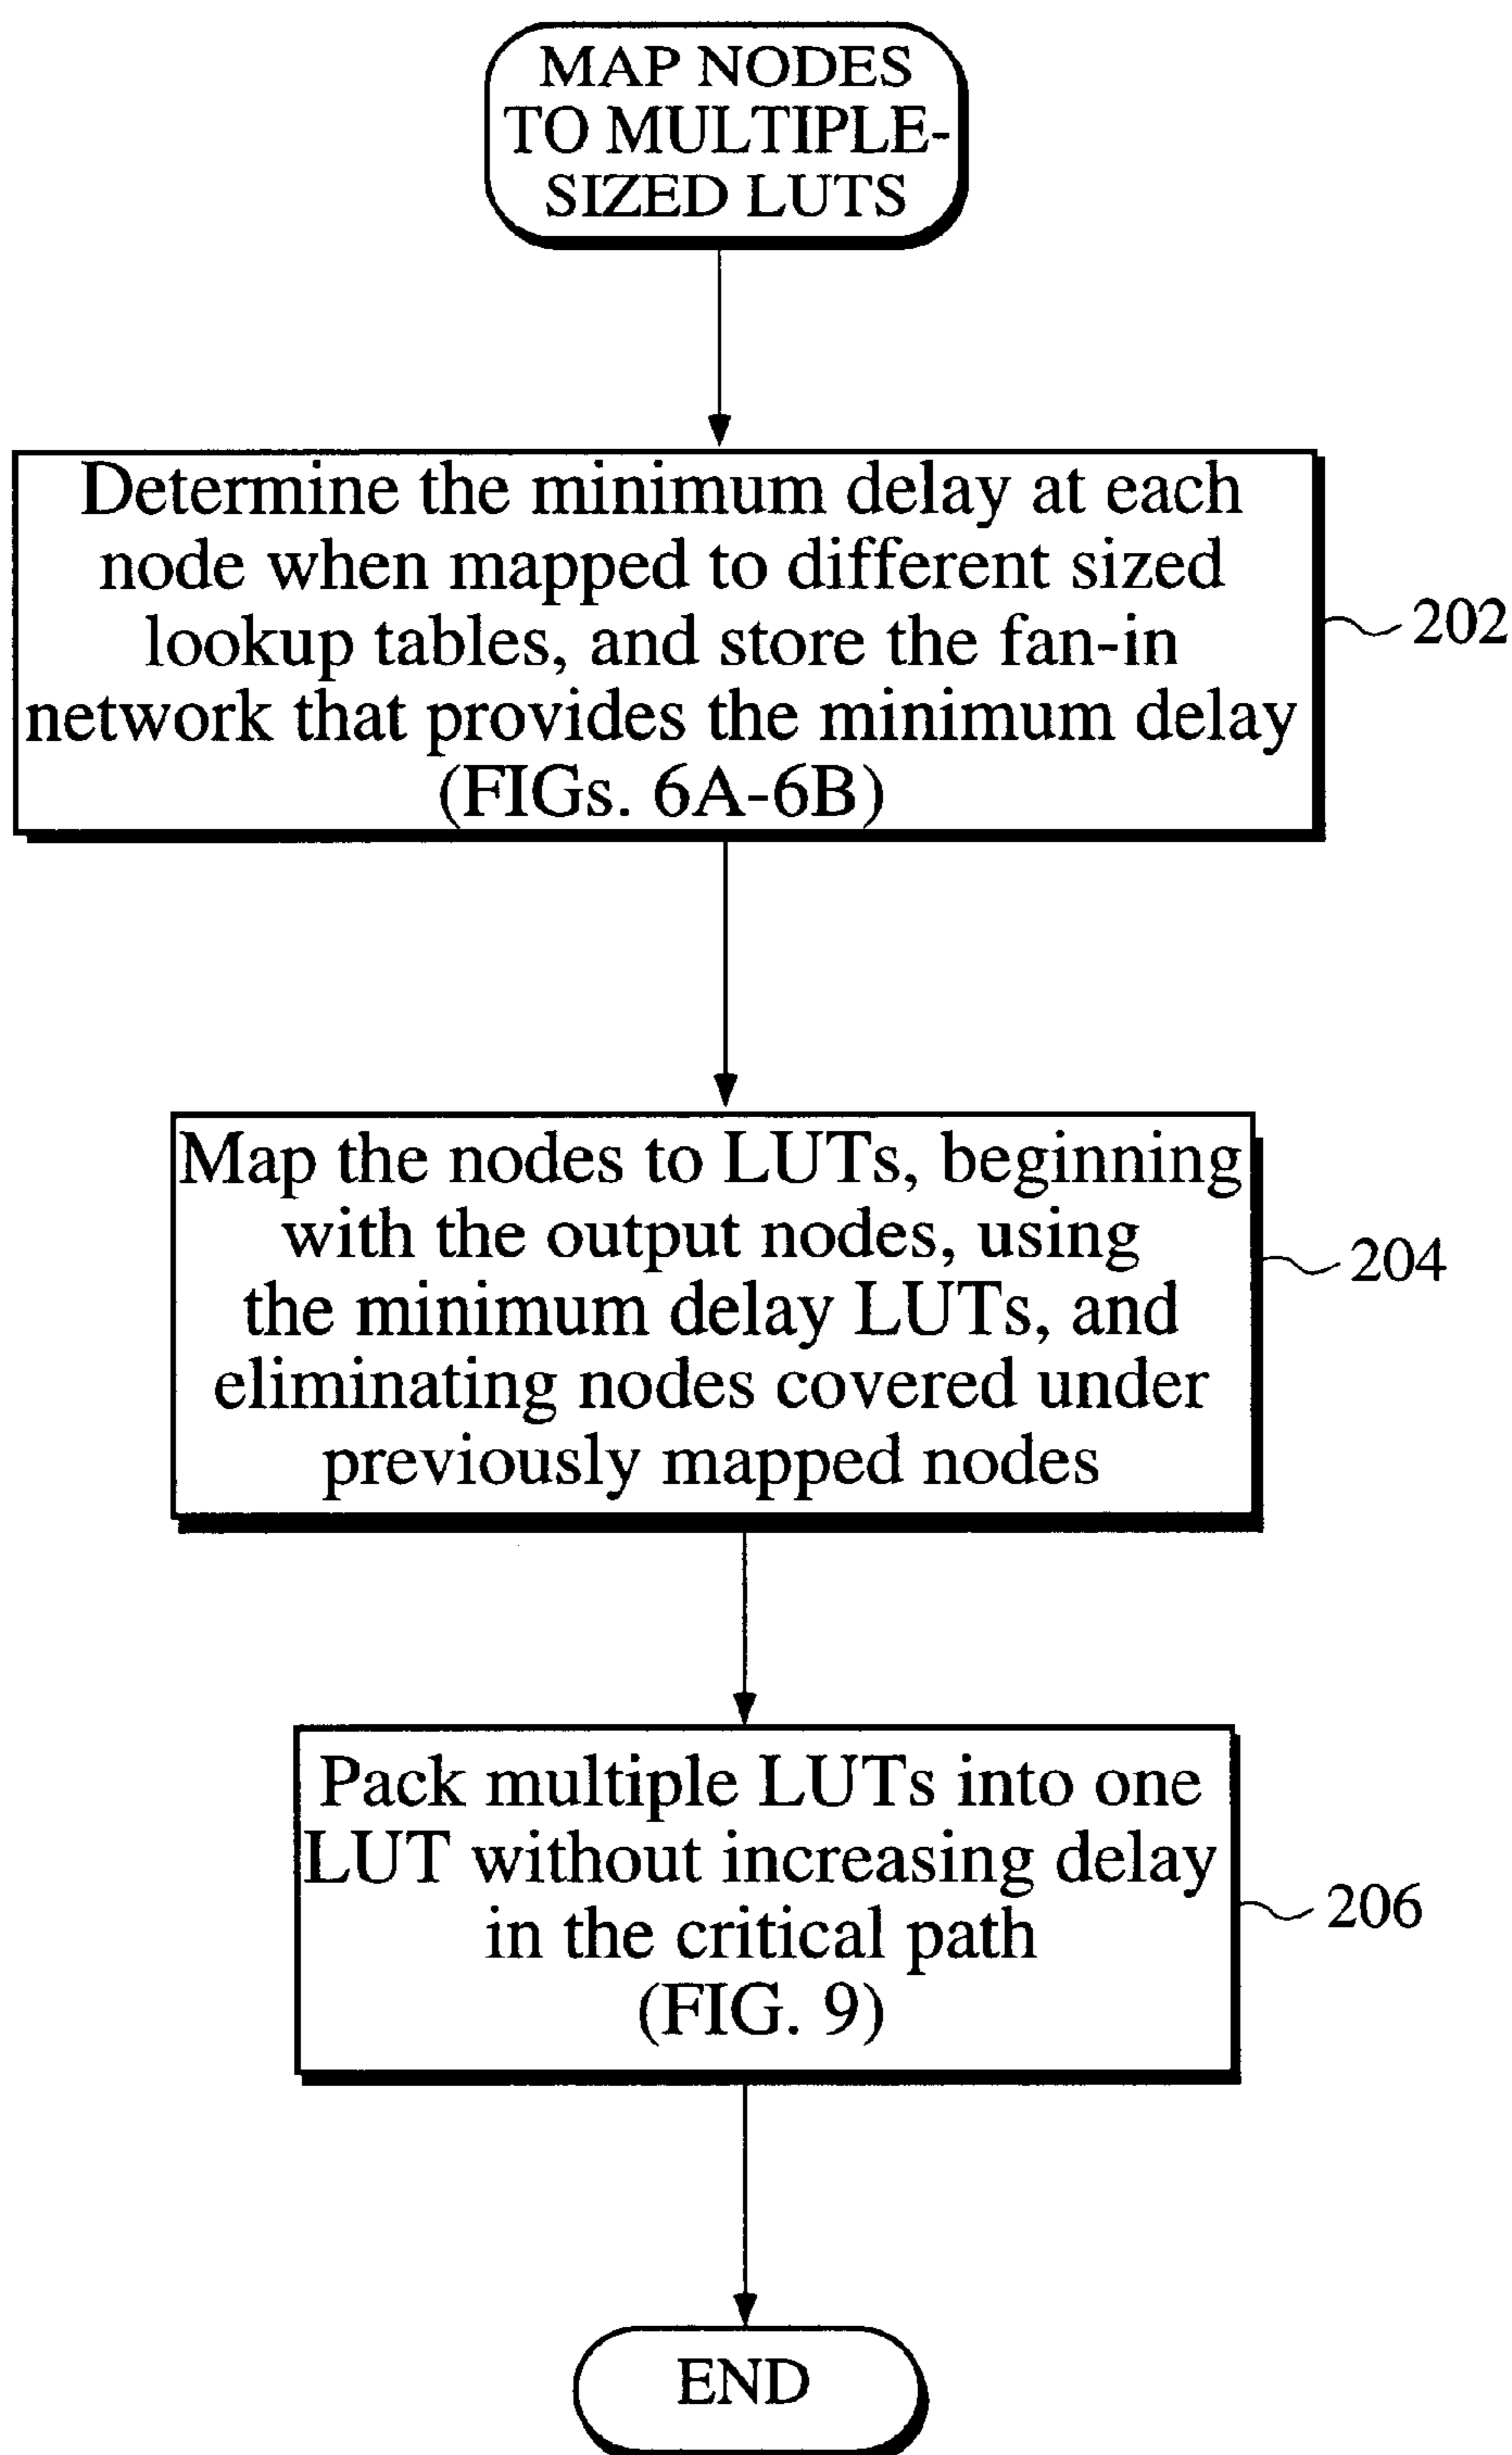 MAP NODES
TO MULTIPLE-
SIZED LUTS
Determine the minimum delay at each
node when mapped to different sized
lookup tables, and store the fan-in
network that provides the minimum delay
(FIGs. 6A-6B)
202
Map the nodes to LUTs, beginning
with the output nodes, using
the minimum delay LUTs, and
eliminating nodes covered under
previously mapped nodes
204
Pack multiple LUTs into one
LUT without increasing delay
in the critical path
(FIG. 9)
206
END